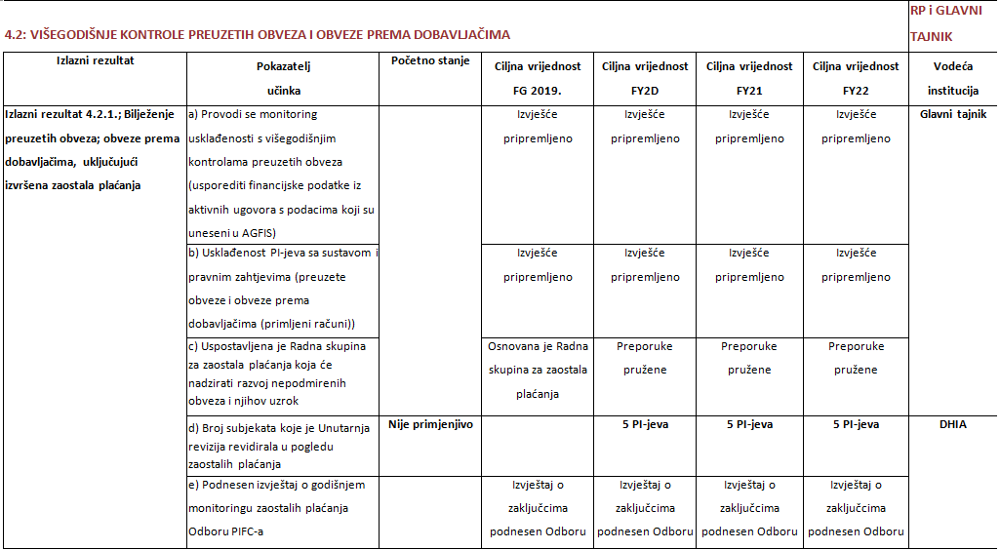 RP i GLAVNI
TAJNIK
4.2: VIŠEGODIŠNJE KONTROLE PREUZETIH OBVEZA I OBVEZE PREMA DOBAVLJAČIMA
Izlazni rezultat
Pokazatelj
učinka
Početno stanje
Ciljna vrijednost
FG 2019.
Ciljna vrijednost
FY2D
Ciljna vrijednost
FY21
Ciljna vrijednost
FY22
Vodeća
institucija
Izlazni rezultat 4.2.1.; Bilježenje
preuzetih obveza; obveze prema
dobavljačima, uključujući
izvršena zaostala plaćanja
a) Provodi se monitoring
usklađenosti s višegodišnjim
kontrolama preuzetih obveza
(usporediti financijske podatke iz
aktivnih ugovora s podacima koji su
uneseni u AGFIS)
Izvješće
pripremljeno
Izvješće
pripremljeno
Izvješće
pripremljeno
Izvješće
pripremljeno
Glavni tajnik
b) Usklađenost PI-jeva sa sustavom i
pravnim zahtjevima (preuzete
obveze i obveze prema
dobavljačima (primljeni računi))
Izvješće
pripremljeno
Izvješće
pripremljeno
Izvješće
pripremljeno
Izvješće
pripremljeno
c) Uspostavljena je Radna skupina
za zaostala plaćanja koja će
nadzirati razvoj nepodmirenih
obveza i njihov uzrok
Osnovana je Radna
skupina za zaostala
plaćanja
Preporuke
pružene
Preporuke
pružene
Preporuke
pružene
d) Broj subjekata koje je Unutarnja
revizija revidirala u pogledu
zaostalih plaćanja
Nije primjenjivo
5 PI-jeva
5 PI-jeva
5 PI-jeva
DHIA
e) Podnesen izvještaj o godišnjem
monitoringu zaostalih plaćanja
Odboru PIFC-a
Izvještaj o
zaključcima
podnesen Odboru
Izvještaj o
zaključcima
podnesen Odboru
Izvještaj o
zaključcima
podnesen Odboru
Izvještaj o
zaključcima
podnesen Odboru